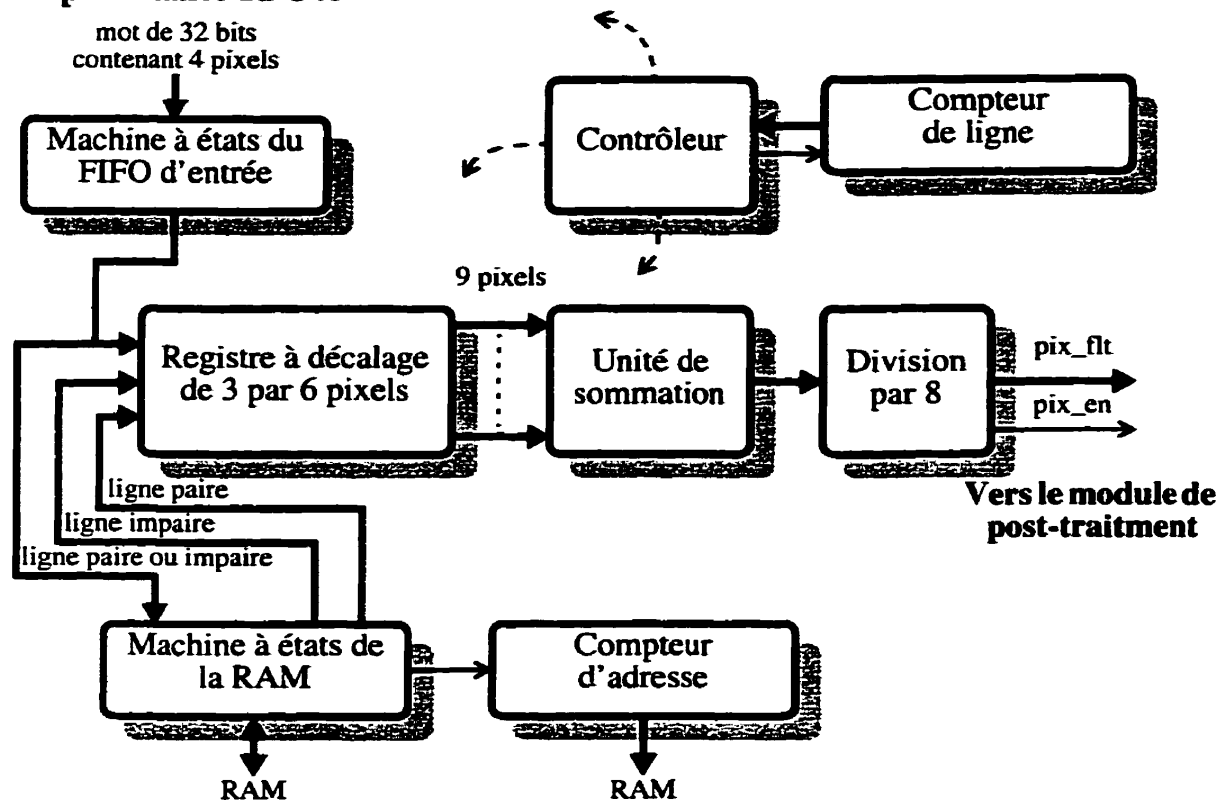 mot de 32 bits
contenant 4 pixels
Machine à états du
FIFO d'entrée
Contrôleur
Compteur
de ligne
9 pixels
Registre à décalage
de 3 par 6 pixels
Unité de
sommation
Division
par 8
pix_flt
pix_en
Vers le module de
post-traitment
ligne paire
ligne impaire
ligne paire ou impaire
Machine à états de
la RAM
Compteur
d'adresse
RAM
RAM